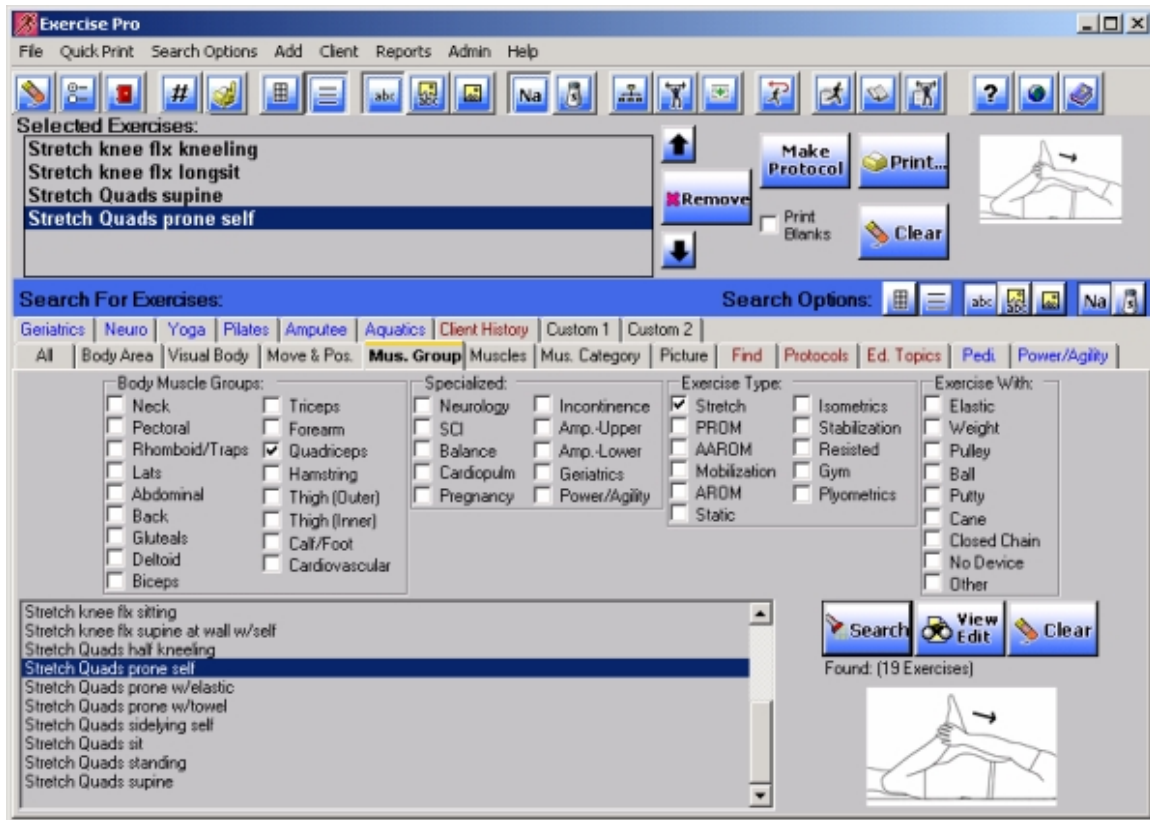 Exercise Pro
File Quick Print Search Options Add Client Reports Admin Help
# abc abc Na $ ?
Selected Exercises:
Stretch knee flx kneeling
Stretch knee flx longsit
Stretch Quads supine
Stretch Quads prone self
Remove
Make Protocol
Print...
Print Blanks
Clear
Search For Exercises:
Search Options: abc abc Na $
Geriatrics Neuro Yoga Pilates Amputee Aquatics Client History Custom 1 Custom 2
All Body Area Visual Body Move & Pos. Mus. Group Muscles Mus. Category Picture Find Protocols Ed. Topics Pedi. Power/Agility
Body Muscle Groups:
Neck
Pectoral
Rhomboid/Traps
Lats
Abdominal
Back
Gluteals
Deltoid
Biceps
Triceps
Forearm
Quadriceps
Hamstring
Thigh (Outer)
Thigh (Inner)
Calf/Foot
Cardiovascular
Specialized:
Neurology
SCI
Balance
Cardiopulm
Pregnancy
Incontinence
Amp.-Upper
Amp.-Lower
Geriatrics
Power/Agility
Exercise Type:
Stretch
PROM
AAROM
Mobilization
AROM
Static
Isometrics
Stabilization
Resisted
Gym
Plyometrics
Exercise With:
Elastic
Weight
Pulley
Ball
Putty
Cane
Closed Chain
No Device
Other
Stretch knee flx sitting
Stretch knee flx supine at wall w/self
Stretch Quads half kneeling
Stretch Quads prone self
Stretch Quads prone w/elastic
Stretch Quads prone w/towel
Stretch Quads sidelying self
Stretch Quads sit
Stretch Quads standing
Stretch Quads supine
Search
View Edit
Clear
Found: (19 Exercises)